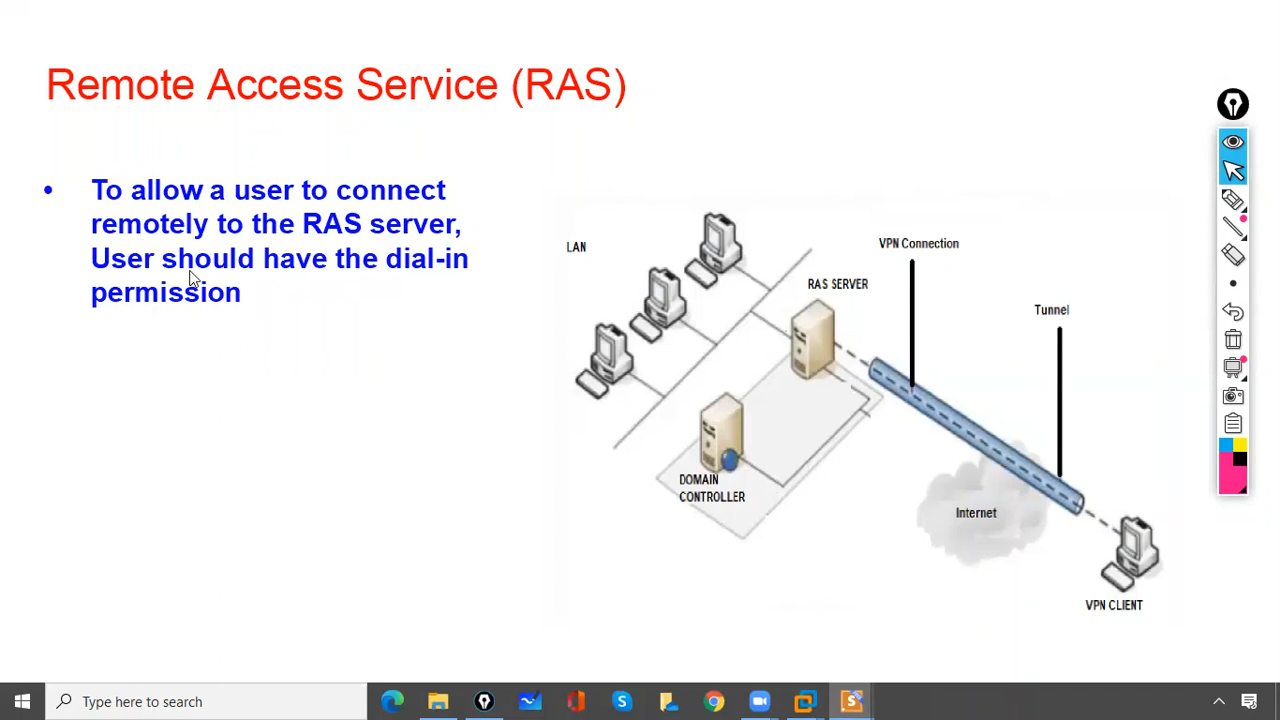 Remote Access Service (RAS)
• To allow a user to connect
remotely to the RAS server,
User should have the dial-in
permission
LAN
VPN Connection
RAS SERVER
Tunnel
DOMAIN
CONTROLLER
Internet
VPN CLIENT
Type here to search